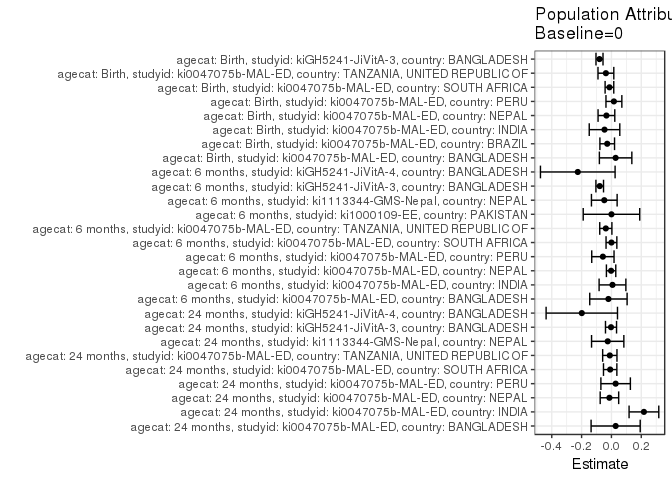 Population Attribu
Baseline=0
agecat: Birth, studyid: kiGH5241-JiVitA-3, country: BANGLADESH
agecat: Birth, studyid: ki0047075b-MAL-ED, country: TANZANIA, UNITED REPUBLIC OF
agecat: Birth, studyid: ki0047075b-MAL-ED, country: SOUTH AFRICA
agecat: Birth, studyid: ki0047075b-MAL-ED, country: PERU
agecat: Birth, studyid: ki0047075b-MAL-ED, country: NEPAL
agecat: Birth, studyid: ki0047075b-MAL-ED, country: INDIA
agecat: Birth, studyid: ki0047075b-MAL-ED, country: BRAZIL
agecat: Birth, studyid: ki0047075b-MAL-ED, country: BANGLADESH
agecat: 6 months, studyid: kiGH5241-JiVitA-4, country: BANGLADESH
agecat: 6 months, studyid: kiGH5241-JiVitA-3, country: BANGLADESH
agecat: 6 months, studyid: ki1113344-GMS-Nepal, country: NEPAL
agecat: 6 months, studyid: ki1000109-EE, country: PAKISTAN
agecat: 6 months, studyid: ki0047075b-MAL-ED, country: TANZANIA, UNITED REPUBLIC OF
agecat: 6 months, studyid: ki0047075b-MAL-ED, country: SOUTH AFRICA
agecat: 6 months, studyid: ki0047075b-MAL-ED, country: PERU
agecat: 6 months, studyid: ki0047075b-MAL-ED, country: NEPAL
agecat: 6 months, studyid: ki0047075b-MAL-ED, country: INDIA
agecat: 6 months, studyid: ki0047075b-MAL-ED, country: BANGLADESH
agecat: 24 months, studyid: kiGH5241-JiVitA-4, country: BANGLADESH
agecat: 24 months, studyid: kiGH5241-JiVitA-3, country: BANGLADESH
agecat: 24 months, studyid: ki1113344-GMS-Nepal, country: NEPAL
agecat: 24 months, studyid: ki0047075b-MAL-ED, country: TANZANIA, UNITED REPUBLIC OF
agecat: 24 months, studyid: ki0047075b-MAL-ED, country: SOUTH AFRICA
agecat: 24 months, studyid: ki0047075b-MAL-ED, country: PERU
agecat: 24 months, studyid: ki0047075b-MAL-ED, country: NEPAL
agecat: 24 months, studyid: ki0047075b-MAL-ED, country: INDIA
agecat: 24 months, studyid: ki0047075b-MAL-ED, country: BANGLADESH
-0.4 -0.2 0.0 0.2
Estimate